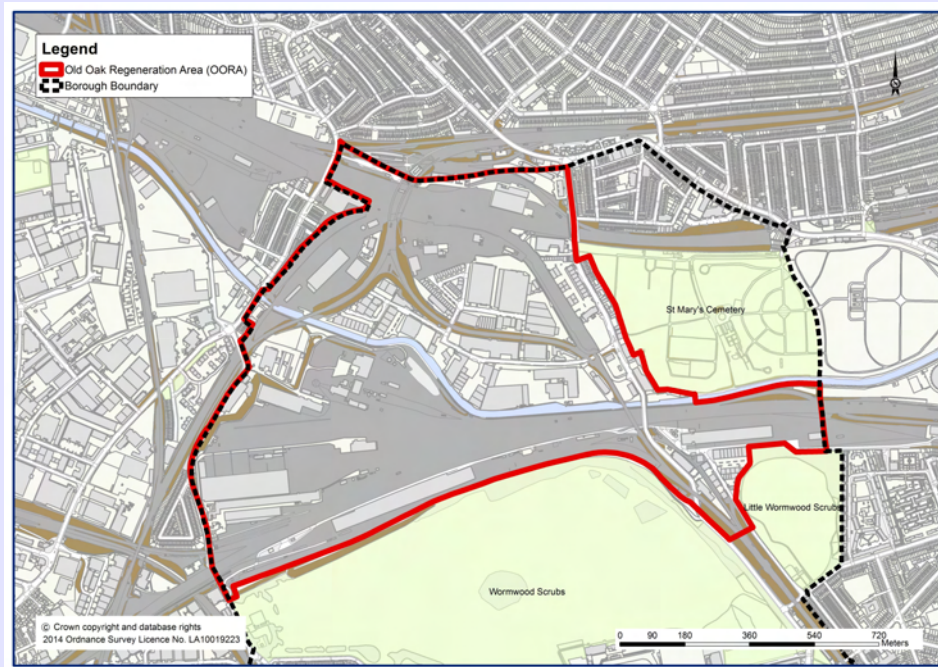 Legend
Old Oak Regeneration Area (OORA)
Borough Boundary
N
St Mary's Cemetery
Little Wormwood Scrubs
Wormwood Scrubs
© Crown copyright and database rights
2014 Ordnance Survey Licence No. LA10019223
0 90 180 360 540 720
Meters